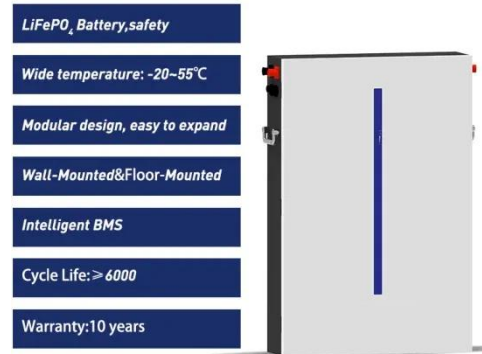 LiFePO₄ Battery,safety
Wide temperature: -20~55℃
Modular design, easy to expand
Wall-Mounted&Floor-Mounted
Intelligent BMS
Cycle Life:≥6000
Warranty:10 years